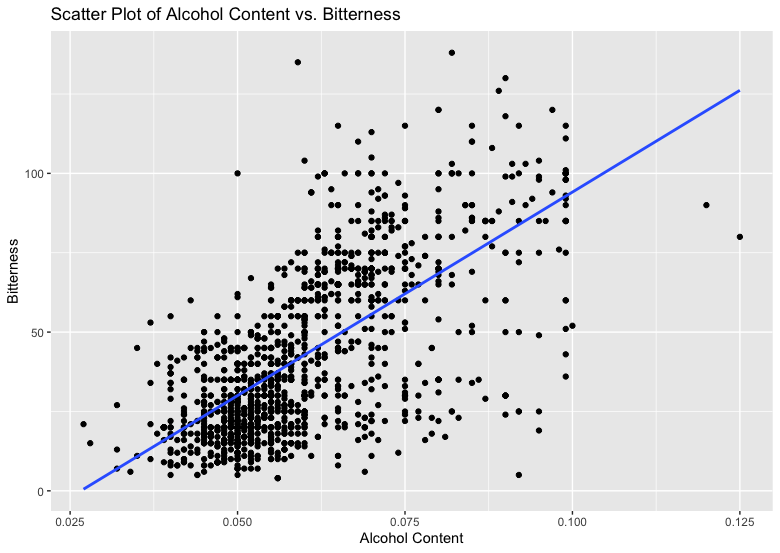 Scatter Plot of Alcohol Content vs. Bitterness
100
50
0
Bitterness
0.025 0.050 0.075 0.100 0.125
Alcohol Content